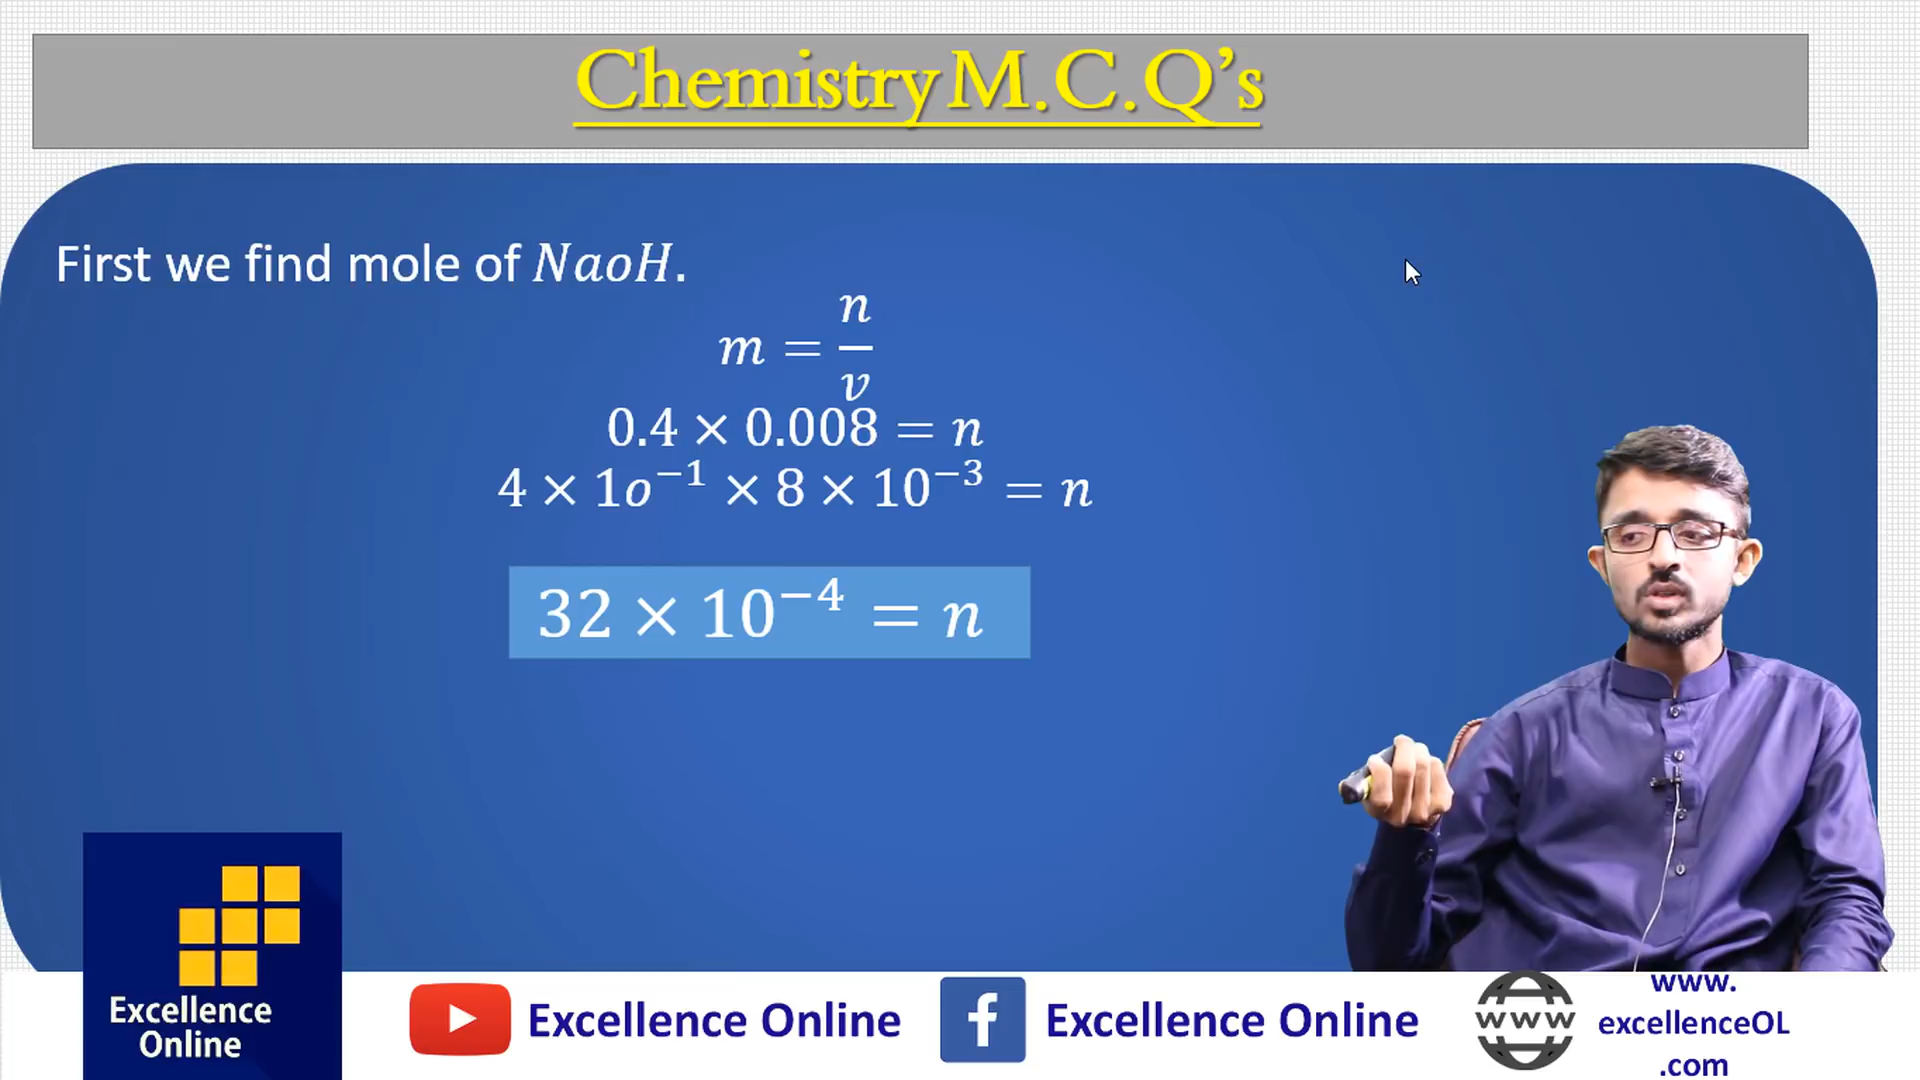 Chemistry M.C.Q's
First we find mole of NaoH.
m = n/v
0.4 × 0.008 = n
4 × 1o⁻¹ × 8 × 10⁻³ = n
32 × 10⁻⁴ = n
Excellence
Online
Excellence Online
f Excellence Online
www
www.
excellenceOL
.com